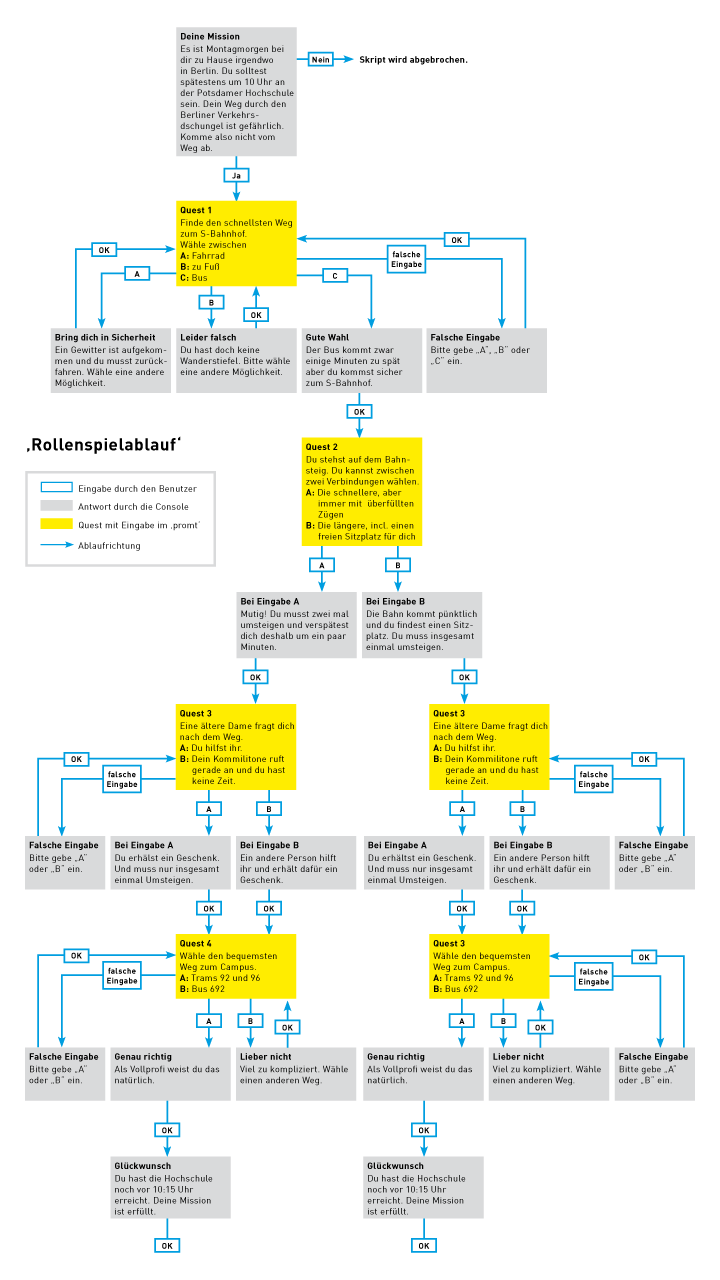 Deine Mission
Es ist Montagmorgen bei
dir zu Hause irgendwo
in Berlin. Du solltest
spätestens um 10 Uhr an
der Potsdamer Hochschule
sein. Dein Weg durch den
Berliner Verkehrs-
dschungel ist gefährlich.
Komme also nicht vom
Weg ab.
Nein
Skript wird abgebrochen.
Ja
Quest 1
Finde den schnellsten Weg
zum S-Bahnhof.
Wähle zwischen
A: Fahrrad
B: zu Fuß
C: Bus
OK
A
B
OK
C
falsche
Eingabe
OK
Bring dich in Sicherheit
Ein Gewitter ist aufgekom-
men und du musst zurück-
fahren. Wähle eine andere
Möglichkeit.
Leider falsch
Du hast doch keine
Wanderstiefel. Bitte wähle
eine andere Möglichkeit.
Gute Wahl
Der Bus kommt zwar
einige Minuten zu spät
aber du kommst sicher
zum S-Bahnhof.
Falsche Eingabe
Bitte gebe „A“, „B“ oder
„C“ ein.
OK
‚Rollenspielablauf‘
Eingabe durch den Benutzer
Antwort durch die Console
Quest mit Eingabe im ‚promt‘
Ablaufrichtung
Quest 2
Du stehst auf dem Bahn-
steig. Du kannst zwischen
zwei Verbindungen wählen.
A: Die schnellere, aber
immer mit überfüllten
Zügen
B: Die längere, incl. einen
freien Sitzplatz für dich
A
B
Bei Eingabe A
Mutig! Du musst zwei mal
umsteigen und verspätest
dich deshalb um ein paar
Minuten.
Bei Eingabe B
Die Bahn kommt pünktlich
und du findest einen Sitz-
platz. Du muss insgesamt
einmal umsteigen.
OK
OK
Quest 3
Eine ältere Dame fragt dich
nach dem Weg.
A: Du hilfst ihr.
B: Dein Kommilitone ruft
gerade an und du hast
keine Zeit.
OK
falsche
Eingabe
A
B
Quest 3
Eine ältere Dame fragt dich
nach dem Weg.
A: Du hilfst ihr.
B: Dein Kommilitone ruft
gerade an und du hast
keine Zeit.
OK
falsche
Eingabe
A
B
Falsche Eingabe
Bitte gebe „A“
oder „B“ ein.
Bei Eingabe A
Du erhälst ein Geschenk.
Und muss nur insgesamt
einmal Umsteigen.
Bei Eingabe B
Ein andere Person hilft
ihr und erhält dafür ein
Geschenk.
Bei Eingabe A
Du erhältst ein Geschenk.
Und muss nur insgesamt
einmal Umsteigen.
Bei Eingabe B
Ein andere Person hilft
ihr und erhält dafür ein
Geschenk.
Falsche Eingabe
Bitte gebe „A“
oder „B“ ein.
OK
OK
OK
OK
Quest 4
Wähle den bequemsten
Weg zum Campus.
A: Trams 92 und 96
B: Bus 692
OK
falsche
Eingabe
A
B
OK
Quest 3
Wähle den bequemsten
Weg zum Campus.
A: Trams 92 und 96
B: Bus 692
OK
falsche
Eingabe
A
B
OK
Falsche Eingabe
Bitte gebe „A“
oder „B“ ein.
Genau richtig
Als Vollprofi weist du das
natürlich.
Lieber nicht
Viel zu kompliziert. Wähle
einen anderen Weg.
Genau richtig
Als Vollprofi weist du das
natürlich.
Lieber nicht
Viel zu kompliziert. Wähle
einen anderen Weg.
Falsche Eingabe
Bitte gebe „A“
oder „B“ ein.
OK
OK
Glückwunsch
Du hast die Hochschule
noch vor 10:15 Uhr
erreicht. Deine Mission
ist erfüllt.
Glückwunsch
Du hast die Hochschule
noch vor 10:15 Uhr
erreicht. Deine Mission
ist erfüllt.
OK
OK